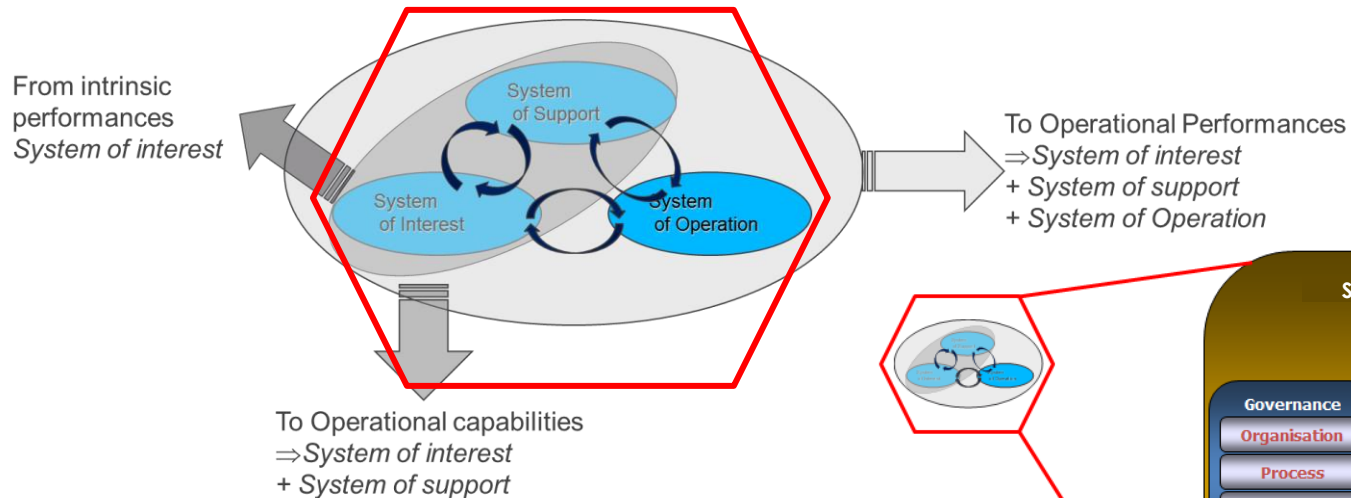 From intrinsic
performances
System of interest
System
of Support
System
of Interest
System
of Operation
To Operational Performances
⇒System of interest
+ System of support
+ System of Operation
To Operational capabilities
⇒System of interest
+ System of support
S
Governance
Organisation
Process